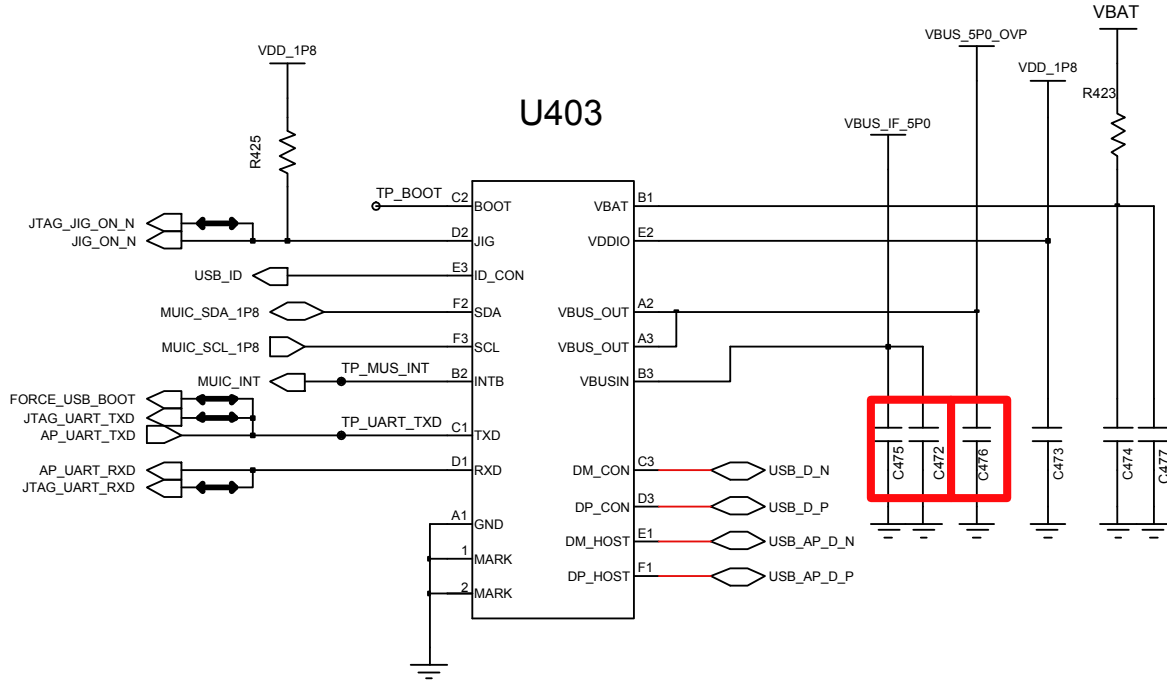 VBAT
VBUS_5P0_OVP
VDD_1P8
VDD_1P8
R423
U403
VBUS_IF_5P0
R425
TP_BOOT
C2
BOOT
VBAT
B1
JTAG_JIG_ON_N
JIG_ON_N
D2
JIG
VDDIO
E2
USB_ID
E3
ID_CON
MUIC_SDA_1P8
F2
SDA
VBUS_OUT
A2
MUIC_SCL_1P8
F3
SCL
VBUS_OUT
A3
MUIC_INT
TP_MUS_INT
B2
INTB
VBUSIN
B3
FORCE_USB_BOOT
JTAG_UART_TXD
AP_UART_TXD
TP_UART_TXD
C1
TXD
AP_UART_RXD
JTAG_UART_RXD
D1
RXD
DM_CON
C3
USB_D_N
DP_CON
D3
USB_D_P
A1
GND
DM_HOST
E1
USB_AP_D_N
1
MARK
DP_HOST
F1
USB_AP_D_P
2
MARK
C475
C472
C476
C473
C474
C477